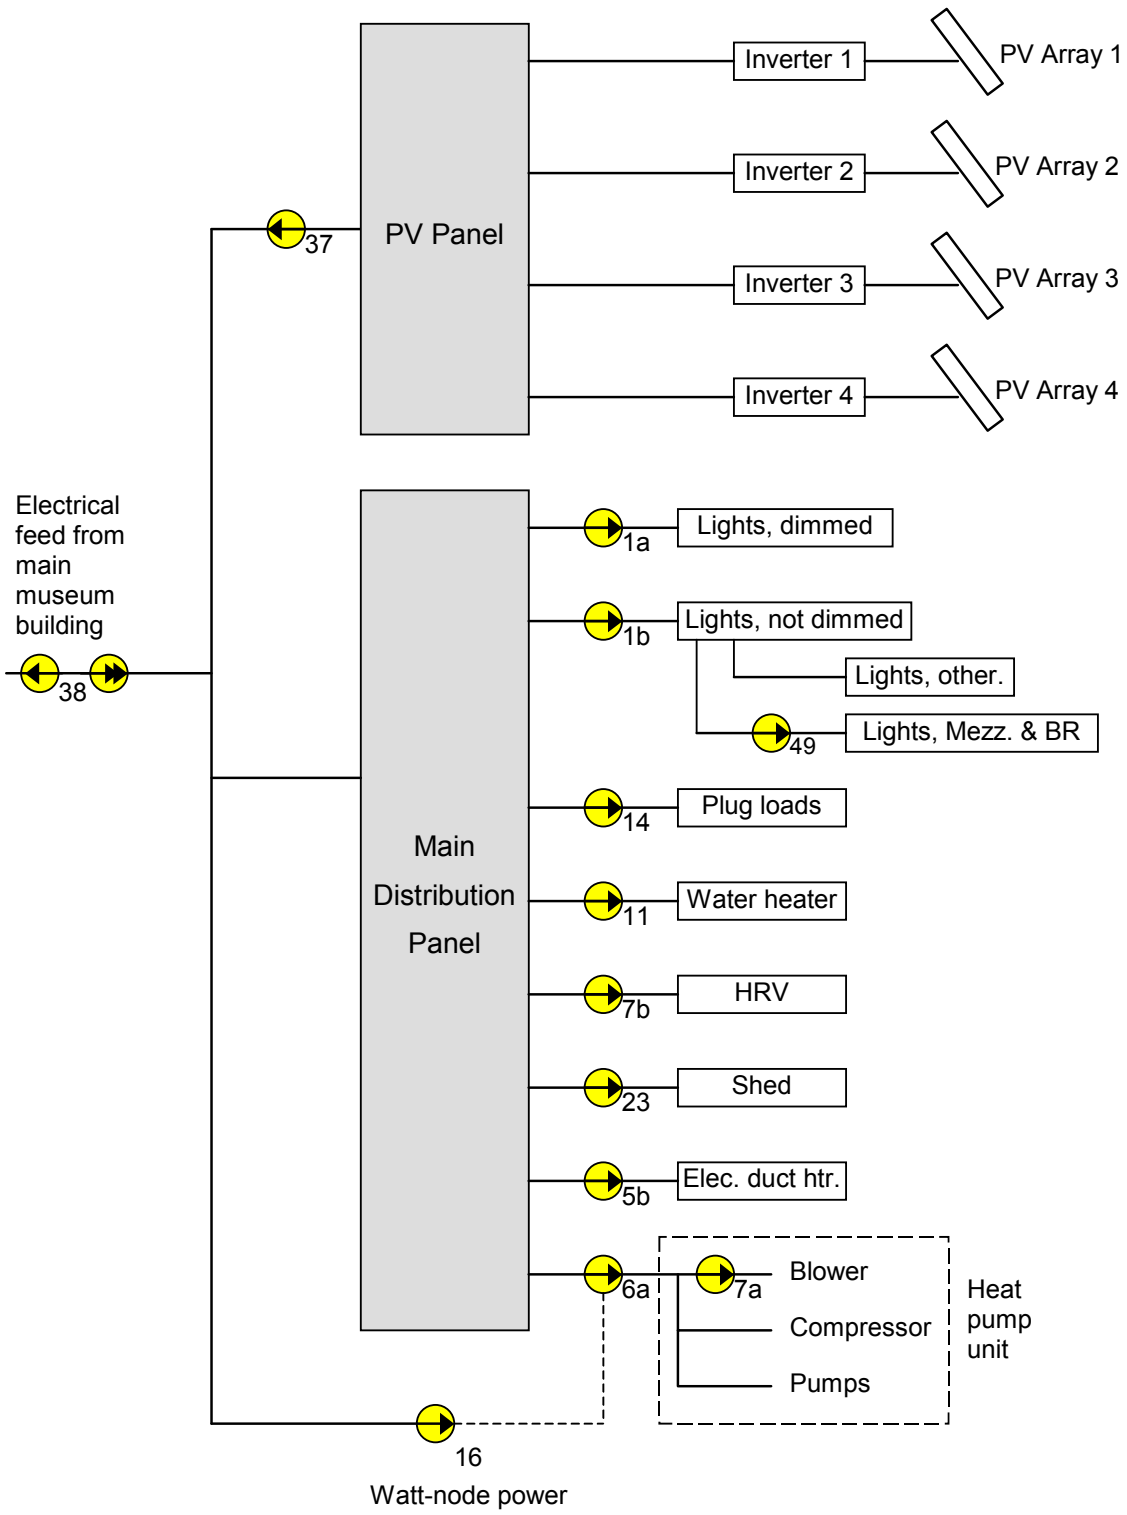 Inverter 1
PV Array 1
Inverter 2
PV Array 2
PV Panel
37
Inverter 3
PV Array 3
Inverter 4
PV Array 4
Electrical
feed from
main
museum
building
38
1a
Lights, dimmed
1b
Lights, not dimmed
Lights, other.
49
Lights, Mezz. & BR
14
Plug loads
Main
Distribution
Panel
11
Water heater
7b
HRV
23
Shed
5b
Elec. duct htr.
6a
7a
Blower
Compressor
Pumps
Heat
pump
unit
16
Watt-node power